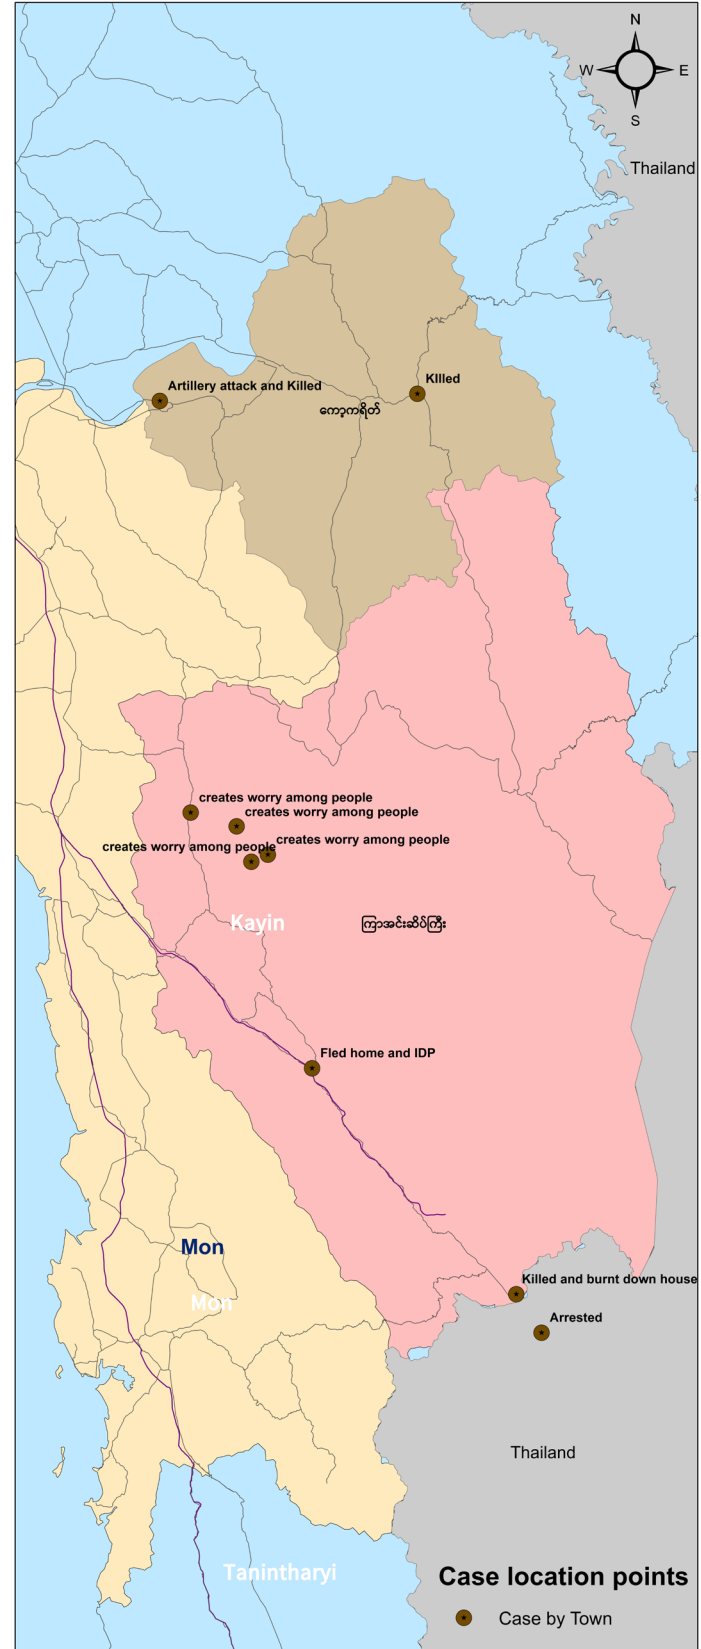 N
W E
S
Thailand
Artillery attack and Killed
KIlled
ကော့ကရိတ်
creates worry among people
creates worry among people
creates worry among people
creates worry among people
Kayin
ကြာအင်းဆိပ်ကြီး
Fled home and IDP
Mon
Killed and burnt down house
Mon
Arrested
Thailand
Tanintharyi
Case location points
Case by Town